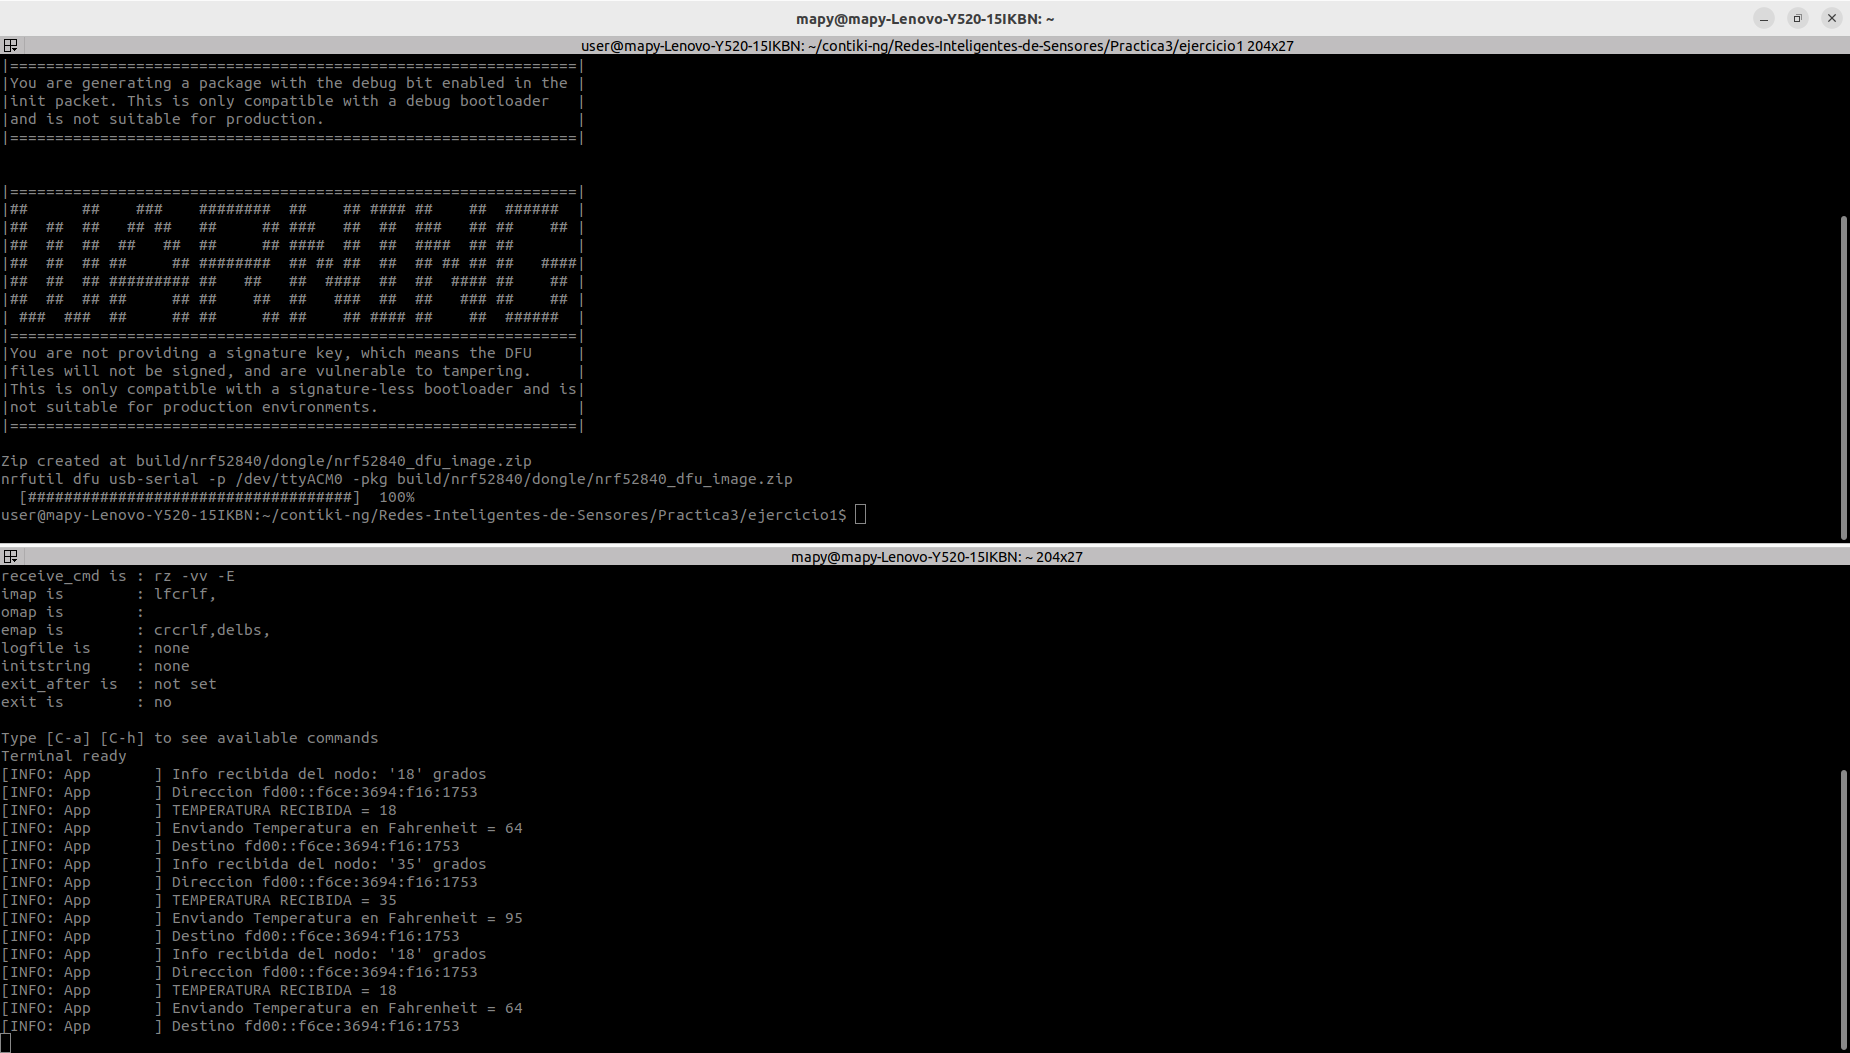 mapy@mapy-Lenovo-Y520-15IKBN: ~
user@mapy-Lenovo-Y520-15IKBN: ~/contiki-ng/Redes-Inteligentes-de-Sensores/Practica3/ejercicio1 204x27
|===============================================================|
|You are generating a package with the debug bit enabled in the |
|init packet. This is only compatible with a debug bootloader   |
|and is not suitable for production.                            |
|===============================================================|
|===============================================================|
|##      ##    ###    ########  ##    ## #### ##    ##  ######  |
|##  ##  ##   ## ##   ##     ## ###   ##  ##  ###   ## ##    ## |
|##  ##  ##  ##   ##  ##     ## ####  ##  ##  ####  ## ##       |
|##  ##  ## ##     ## ########  ## ## ##  ##  ## ## ## ##   ####|
|##  ##  ## ######### ##   ##   ##  ####  ##  ##  #### ##    ## |
|##  ##  ## ##     ## ##    ##  ##   ###  ##  ##   ### ##    ## |
| ###  ###  ##     ## ##     ## ##    ## #### ##    ##  ######  |
|===============================================================|
|You are not providing a signature key, which means the DFU     |
|files will not be signed, and are vulnerable to tampering.     |
|This is only compatible with a signature-less bootloader and is|
|not suitable for production environments.                      |
|===============================================================|
Zip created at build/nrf52840/dongle/nrf52840_dfu_image.zip
nrfutil dfu usb-serial -p /dev/ttyACM0 -pkg build/nrf52840/dongle/nrf52840_dfu_image.zip
  [####################################]  100%
user@mapy-Lenovo-Y520-15IKBN:~/contiki-ng/Redes-Inteligentes-de-Sensores/Practica3/ejercicio1$
mapy@mapy-Lenovo-Y520-15IKBN: ~ 204x27
receive_cmd is : rz -vv -E
imap is        : lfcrlf,
omap is        :
emap is        : crcrlf,delbs,
logfile is     : none
initstring     : none
exit_after is  : not set
exit is        : no
Type [C-a] [C-h] to see available commands
Terminal ready
[INFO: App       ] Info recibida del nodo: '18' grados
[INFO: App       ] Direccion fd00::f6ce:3694:f16:1753
[INFO: App       ] TEMPERATURA RECIBIDA = 18
[INFO: App       ] Enviando Temperatura en Fahrenheit = 64
[INFO: App       ] Destino fd00::f6ce:3694:f16:1753
[INFO: App       ] Info recibida del nodo: '35' grados
[INFO: App       ] Direccion fd00::f6ce:3694:f16:1753
[INFO: App       ] TEMPERATURA RECIBIDA = 35
[INFO: App       ] Enviando Temperatura en Fahrenheit = 95
[INFO: App       ] Destino fd00::f6ce:3694:f16:1753
[INFO: App       ] Info recibida del nodo: '18' grados
[INFO: App       ] Direccion fd00::f6ce:3694:f16:1753
[INFO: App       ] TEMPERATURA RECIBIDA = 18
[INFO: App       ] Enviando Temperatura en Fahrenheit = 64
[INFO: App       ] Destino fd00::f6ce:3694:f16:1753